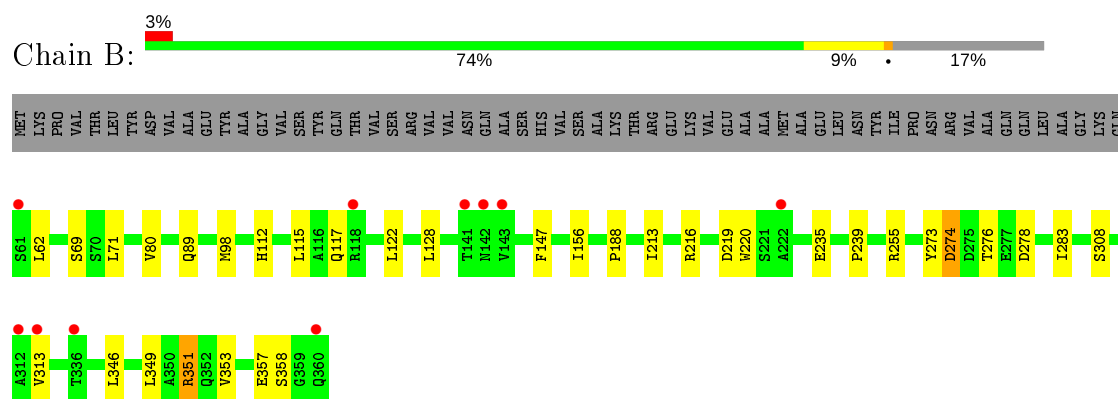 3%
Chain B:
74% 9% • 17%
MET LYS PRO VAL THR LEU TYR ASP VAL ALA GLU TYR ALA GLY VAL SER TYR GLN THR VAL SER ARG VAL VAL ASN GLN ALA SER HIS VAL SER ALA LYS THR ARG GLU LYS VAL GLU ALA ALA MET ALA GLU LEU ASN TYR ILE PRO ASN ARG VAL ALA GLN GLN LEU ALA GLY LYS GLN
S61 L62 S69 S70 L71 V80 Q89 M98 H112 L115 A116 Q117 R118 L122 L128 T141 N142 V143 F147 I156 P188 I213 R216 D219 W220 S221 A222 E235 P239 R255 Y273 D274 D275 T276 E277 D278 I283 S308
A312 V313 T336 L346 L349 A350 R351 Q352 V353 E357 S358 G359 Q360